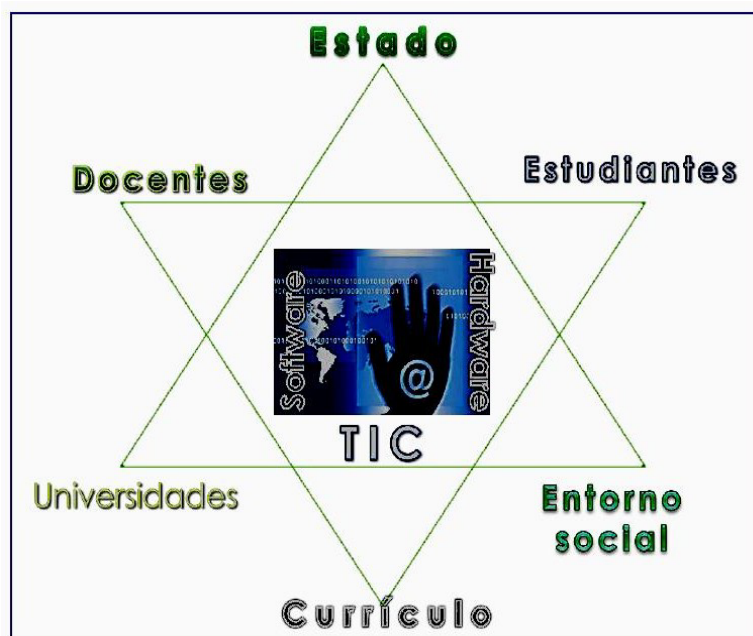 Estado
Docentes
Estudiantes
Software
Hardware
@
TIC
Universidades
Entorno
social
Currículo